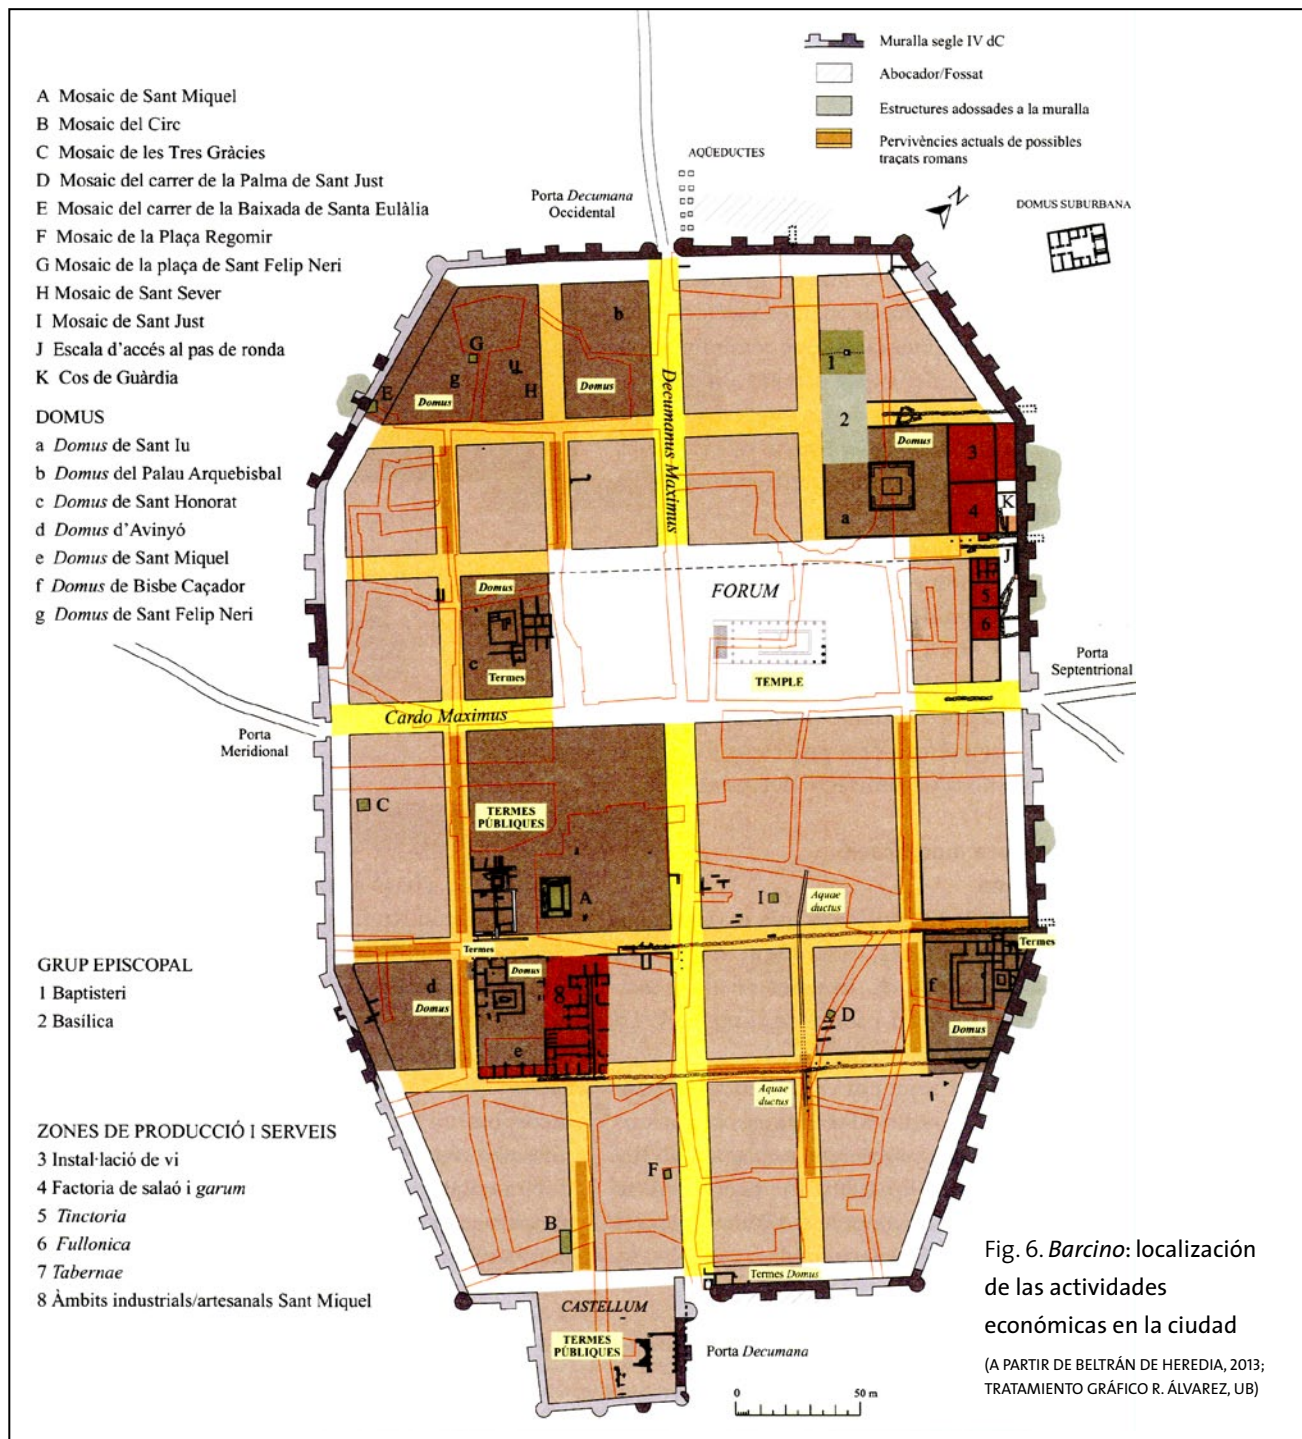 A Mosaic de Sant Miquel
B Mosaic del Circ
C Mosaic de les Tres Gràcies
D Mosaic del carrer de la Palma de Sant Just
E Mosaic del carrer de la Baixada de Santa Eulàlia
F Mosaic de la Plaça Regomir
G Mosaic de la plaça de Sant Felip Neri
H Mosaic de Sant Sever
I Mosaic de Sant Just
J Escala d'accés al pas de ronda
K Cos de Guàrdia
DOMUS
a Domus de Sant Iu
b Domus del Palau Arquebisbal
c Domus de Sant Honorat
d Domus d'Avinyó
e Domus de Sant Miquel
f Domus de Bisbe Caçador
g Domus de Sant Felip Neri
GRUP EPISCOPAL
1 Baptisteri
2 Basílica
ZONES DE PRODUCCIÓ I SERVEIS
3 Instal·lació de vi
4 Factoria de salaó i garum
5 Tinctoria
6 Fullonica
7 Tabernae
8 Àmbits industrials/artesanals Sant Miquel
Muralla segle IV dC
Abocador/Fossat
Estructures adossades a la muralla
Pervivències actuals de possibles
traçats romans
AQÜEDUCTES
N
DOMUS SUBURBANA
Porta Decumana
Occidental
b
G
g
H
E
Domus
Domus
Decumanus Maximus
1
2
Domus
3
4
a
K
J
5
6
FORUM
TEMPLE
Domus
c
Termes
Porta
Septentrional
Cardo Maximus
Porta
Meridional
C
TERMES
PÚBLIQUES
A
I
Aquae
ductus
Termes
Termes
Domus
d
Domus
8
e
D
f
Domus
Aquae
ductus
F
B
Termes Domus
CASTELLUM
TERMES
PÚBLIQUES
Porta Decumana
0 50 m
Fig. 6. Barcino: localización
de las actividades
económicas en la ciudad
(A PARTIR DE BELTRÁN DE HEREDIA, 2013;
TRATAMIENTO GRÁFICO R. ÁLVAREZ, UB)